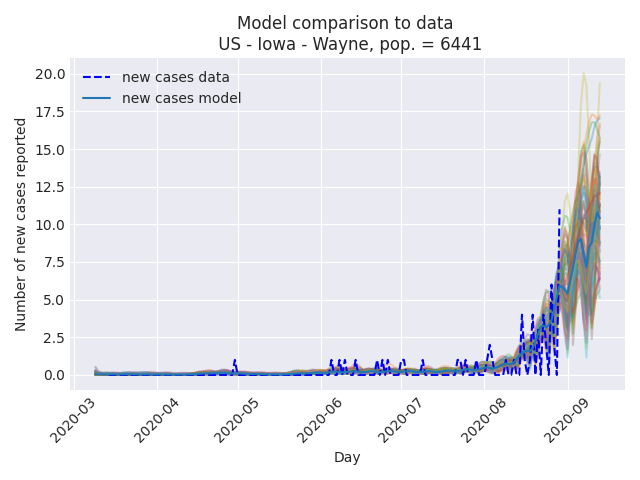 Model comparison to data
US - Iowa - Wayne, pop. = 6441
new cases data
new cases model
Number of new cases reported
20.0
17.5
15.0
12.5
10.0
7.5
5.0
2.5
0.0
2020-03
2020-04
2020-05
2020-06
2020-07
2020-08
2020-09
Day